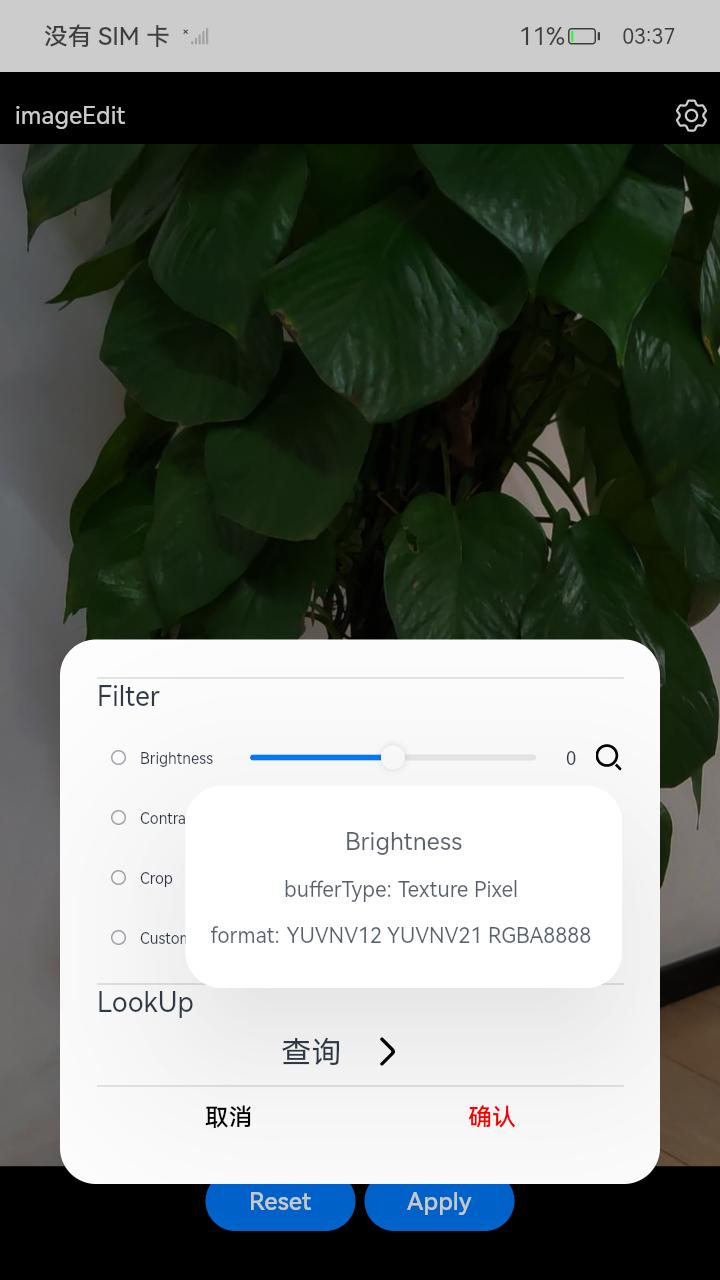 没有 SIM 卡
11%
03:37
imageEdit
Filter
Brightness
0
Contra
Brightness
bufferType: Texture Pixel
Crop
format: YUVNV12 YUVNV21 RGBA8888
Custom
LookUp
查询
取消
确认
Reset
Apply